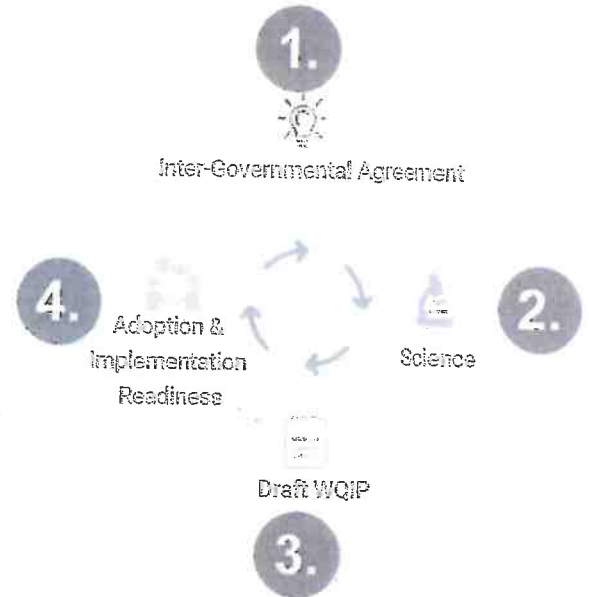 1.
Inter-Governmental Agreement
4.
2.
Adoption &
Implementation
Readiness
Science
Draft WQIP
3.